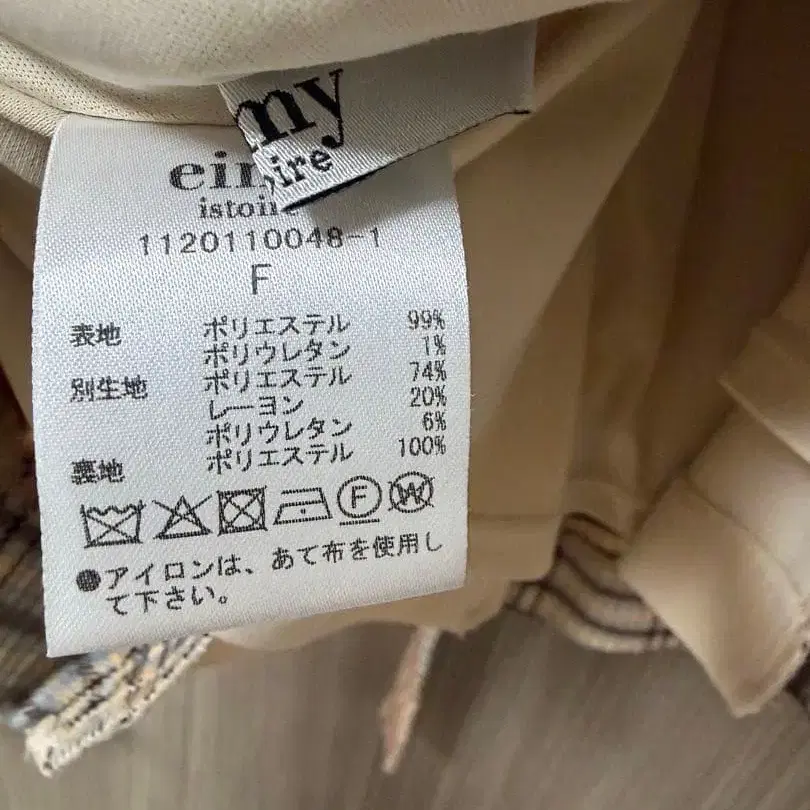 my
ire
eim
istoire
1120110048-1
F
表地 ポリエステル 99%
ポリウレタン 1%
別生地 ポリエステル 74%
レーヨン 20%
ポリウレタン 6%
裏地 ポリエステル 100%
F W
●アイロンは、あて布を使用し
て下さい。